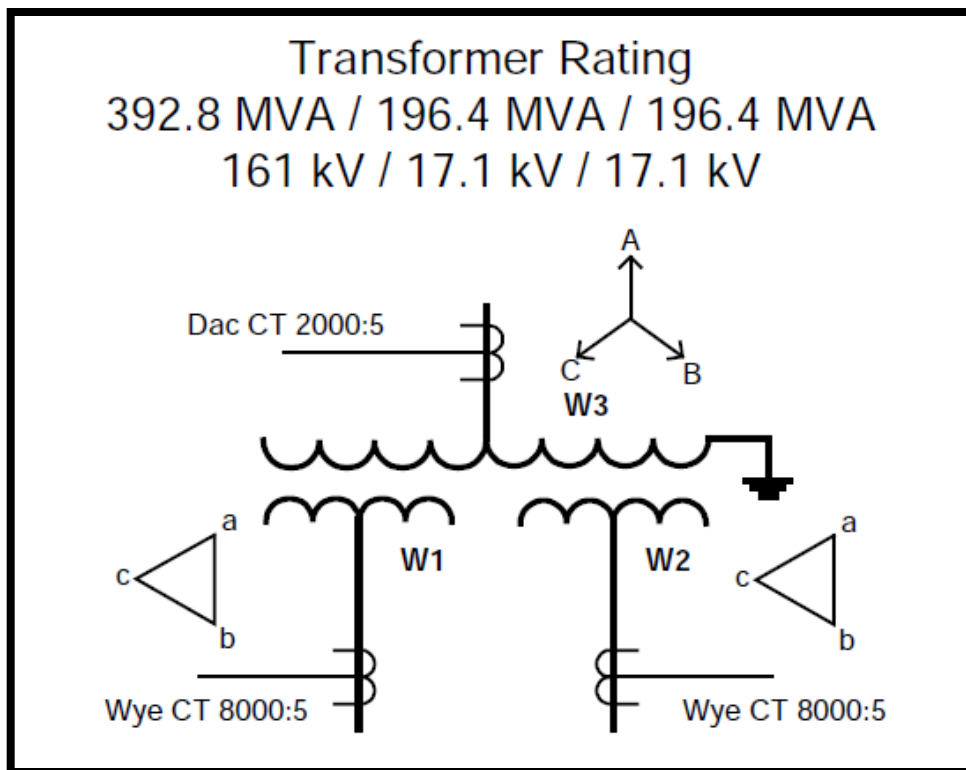 Transformer Rating
392.8 MVA / 196.4 MVA / 196.4 MVA
161 kV / 17.1 kV / 17.1 kV
A
Dac CT 2000:5
C
B
W3
a
a
W1
W2
c
c
b
b
Wye CT 8000:5
Wye CT 8000:5